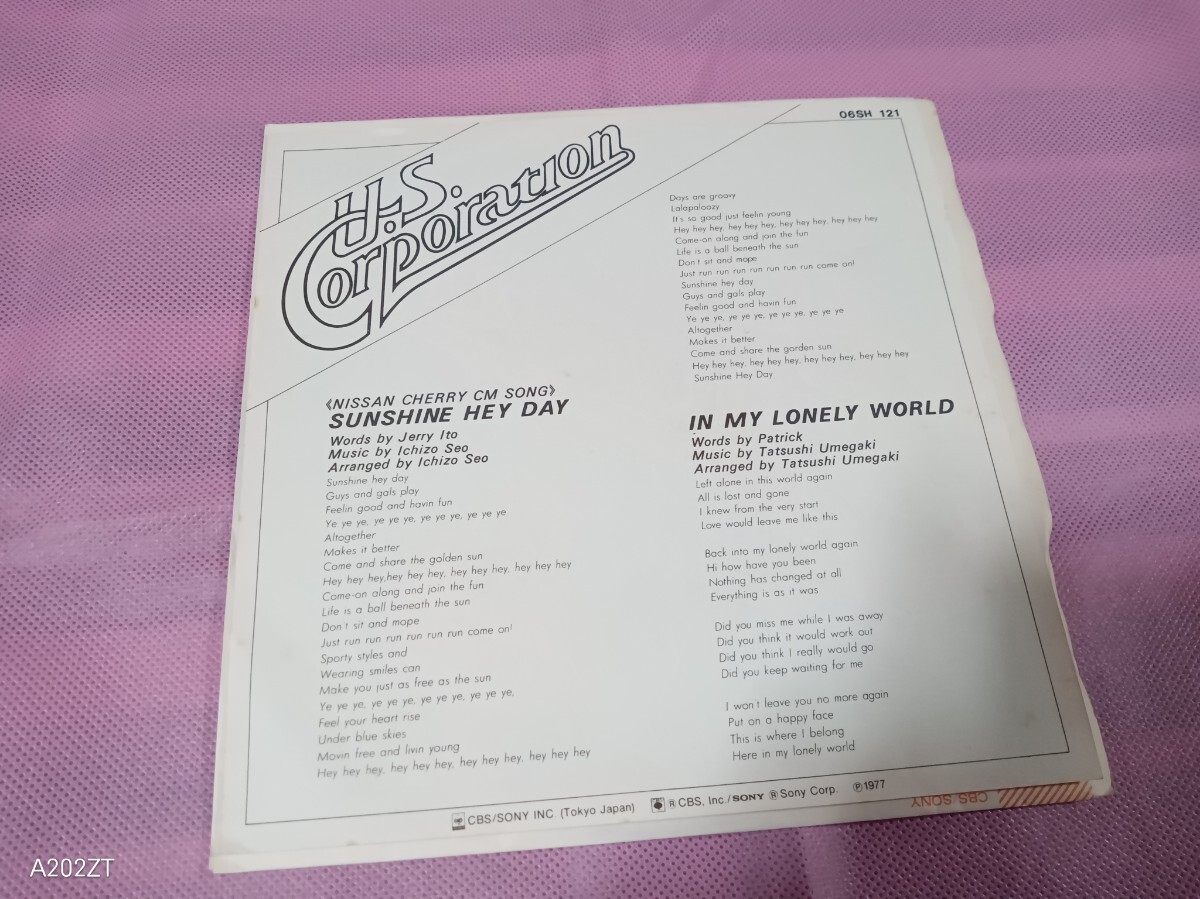 06SH 121
U.S.
Corporation
《NISSAN CHERRY CM SONG》
SUNSHINE HEY DAY
Words by Jerry Ito
Music by Ichizo Seo
Arranged by Ichizo Seo
Sunshine hey day
Guys and gals play
Feelin good and havin fun
Ye ye ye, ye ye ye, ye ye ye, ye ye ye
Altogether
Makes it better
Come and share the golden sun
Hey hey hey,hey hey hey, hey hey hey, hey hey hey
Come-on along and join the fun
Life is a ball beneath the sun
Don't sit and mope
Just run run run run run run run come on!
Sporty styles and
Wearing smiles can
Make you just as free as the sun
Ye ye ye, ye ye ye, ye ye ye, ye ye ye,
Feel your heart rise
Under blue skies
Movin free and livin young
Hey hey hey, hey hey hey, hey hey hey, hey hey hey
Days are groovy
Lalapaloozy
It's so good just feelin young
Hey hey hey, hey hey hey, hey hey hey, hey hey hey
Come-on along and join the fun
Life is a ball beneath the sun
Don't sit and mope
Just run run run run run run run come on!
Sunshine hey day
Guys and gals play
Feelin good and havin fun
Ye ye ye, ye ye ye, ye ye ye, ye ye ye
Altogether
Makes it better
Come and share the gorden sun
Hey hey hey, hey hey hey, hey hey hey, hey hey hey
Sunshine Hey Day
IN MY LONELY WORLD
Words by Patrick
Music by Tatsushi Umegaki
Arranged by Tatsushi Umegaki
Left alone in this world again
All is lost and gone
I knew from the very start
Love would leave me like this
Back into my lonely world again
Hi how have you been
Nothing has changed at all
Everything is as it was
Did you miss me while I was away
Did you think it would work out
Did you think I really would go
Did you keep waiting for me
I won't leave you no more again
Put on a happy face
This is where I belong
Here in my lonely world
CBS/SONY INC. (Tokyo Japan) ® CBS, Inc./SONY ® Sony Corp. ℗1977
CBS/SONY
A202ZT